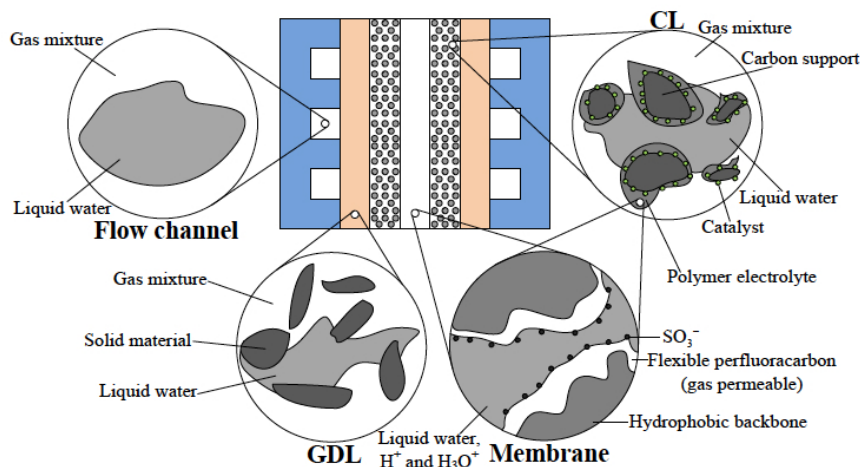 Gas mixture
Liquid water
Flow channel
CL
Gas mixture
Carbon support
Liquid water
Catalyst
Polymer electrolyte
Gas mixture
Solid material
Liquid water
GDL
SO₃⁻
Flexible perfluoracarbon
(gas permeable)
Hydrophobic backbone
Liquid water,
H⁺ and H₃O⁺
Membrane